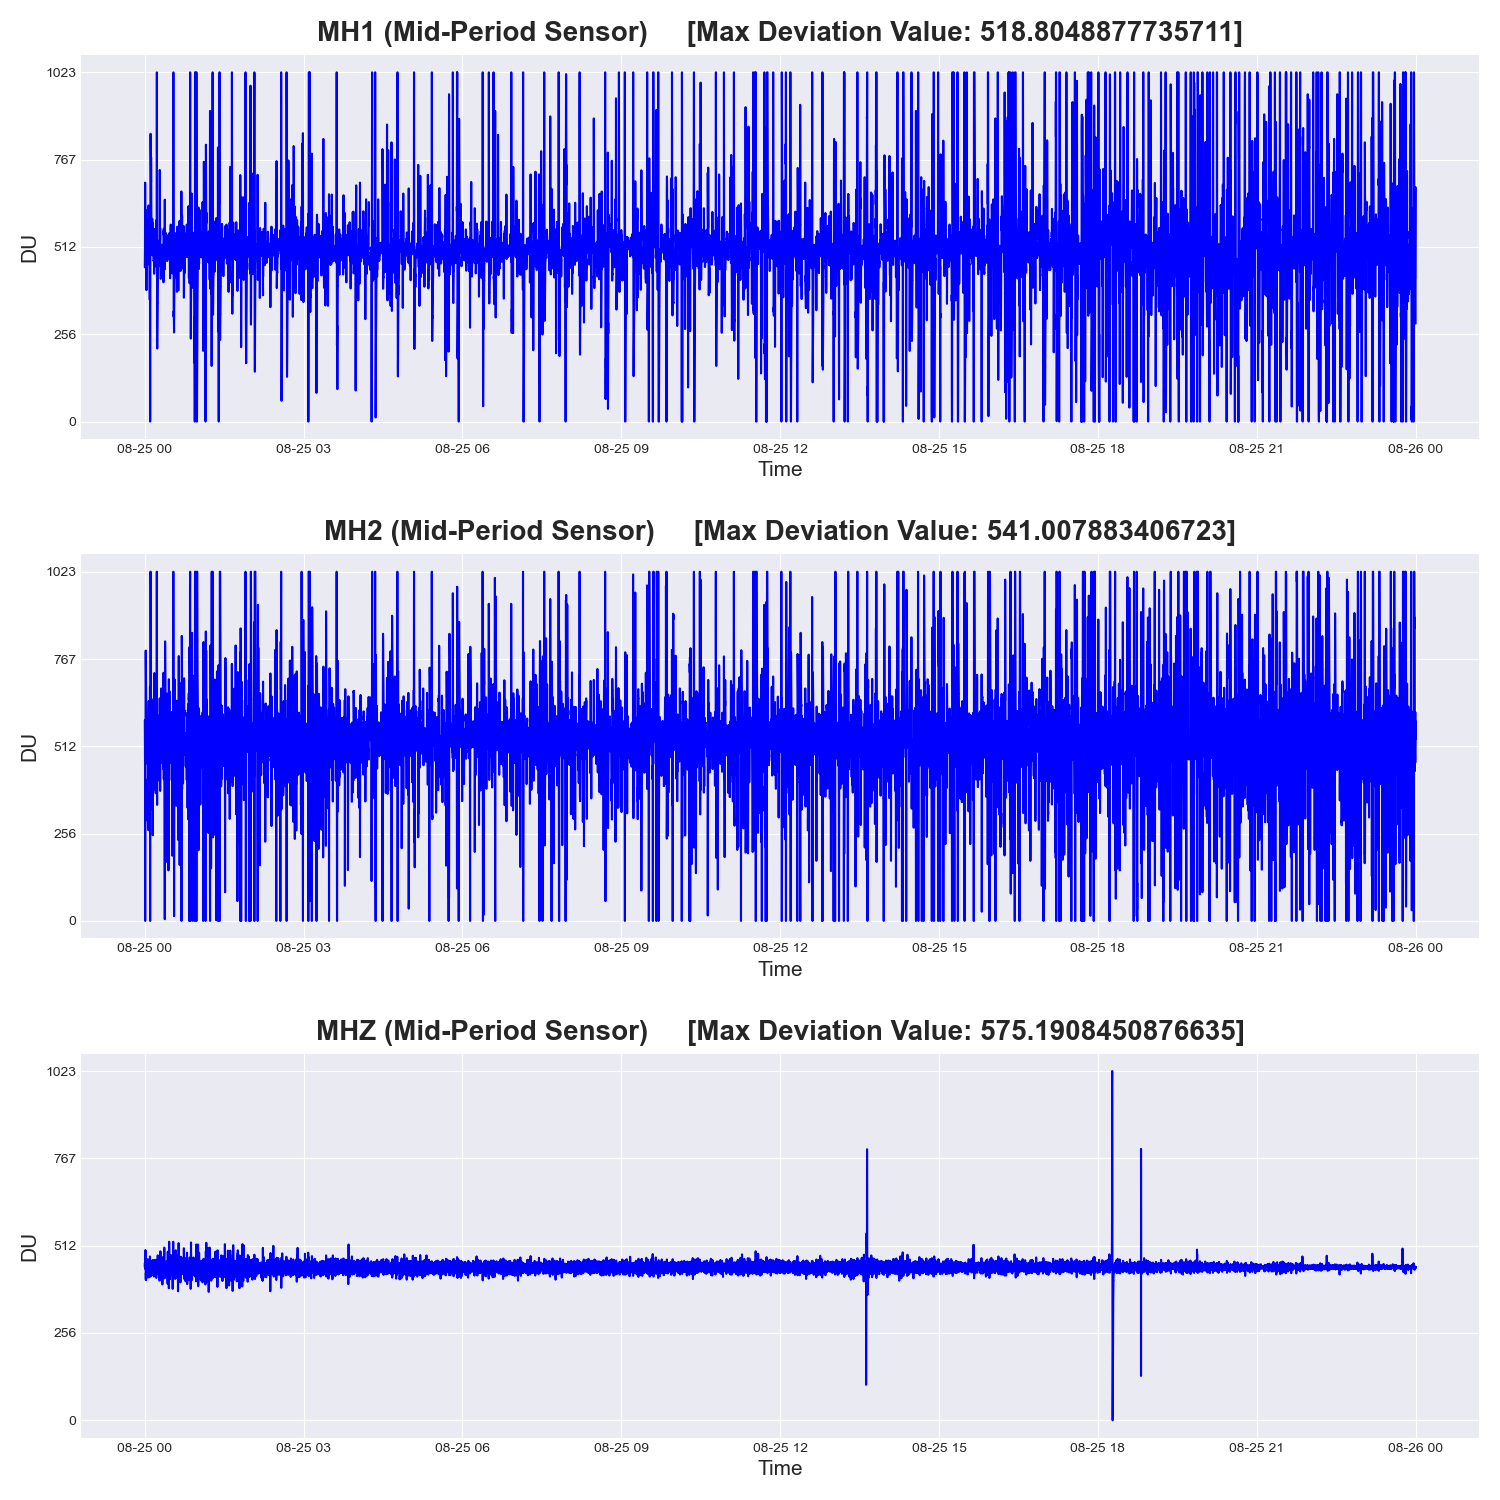 MH1 (Mid-Period Sensor) [Max Deviation Value: 518.8048877735711]
1023
767
512
256
0
DU
08-25 00 08-25 03 08-25 06 08-25 09 08-25 12 08-25 15 08-25 18 08-25 21 08-26 00
Time
MH2 (Mid-Period Sensor) [Max Deviation Value: 541.007883406723]
1023
767
512
256
0
DU
08-25 00 08-25 03 08-25 06 08-25 09 08-25 12 08-25 15 08-25 18 08-25 21 08-26 00
Time
MHZ (Mid-Period Sensor) [Max Deviation Value: 575.1908450876635]
1023
767
512
256
0
DU
08-25 00 08-25 03 08-25 06 08-25 09 08-25 12 08-25 15 08-25 18 08-25 21 08-26 00
Time